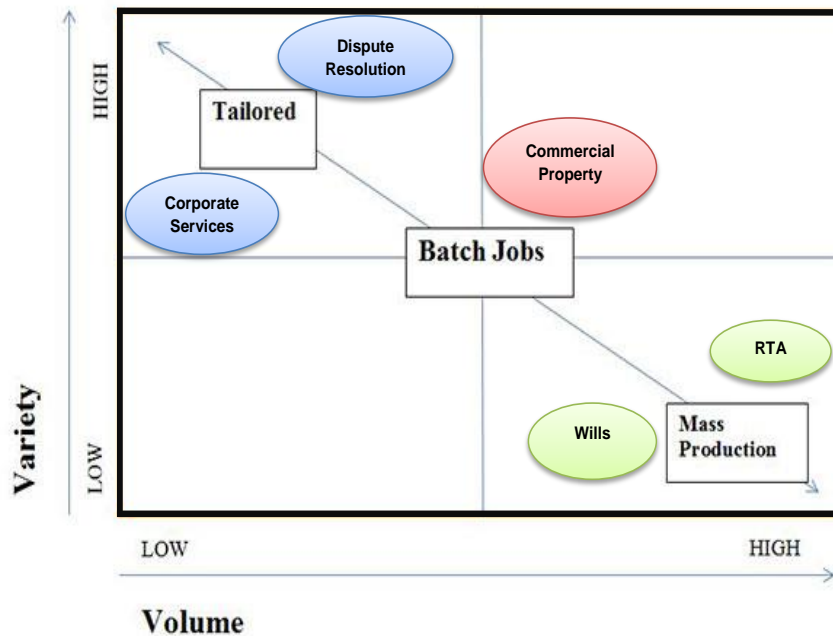 Dispute
Resolution
HIGH
Tailored
Commercial
Property
Corporate
Services
Batch Jobs
RTA
Wills
Mass
Production
Variety
LOW
LOW
HIGH
Volume